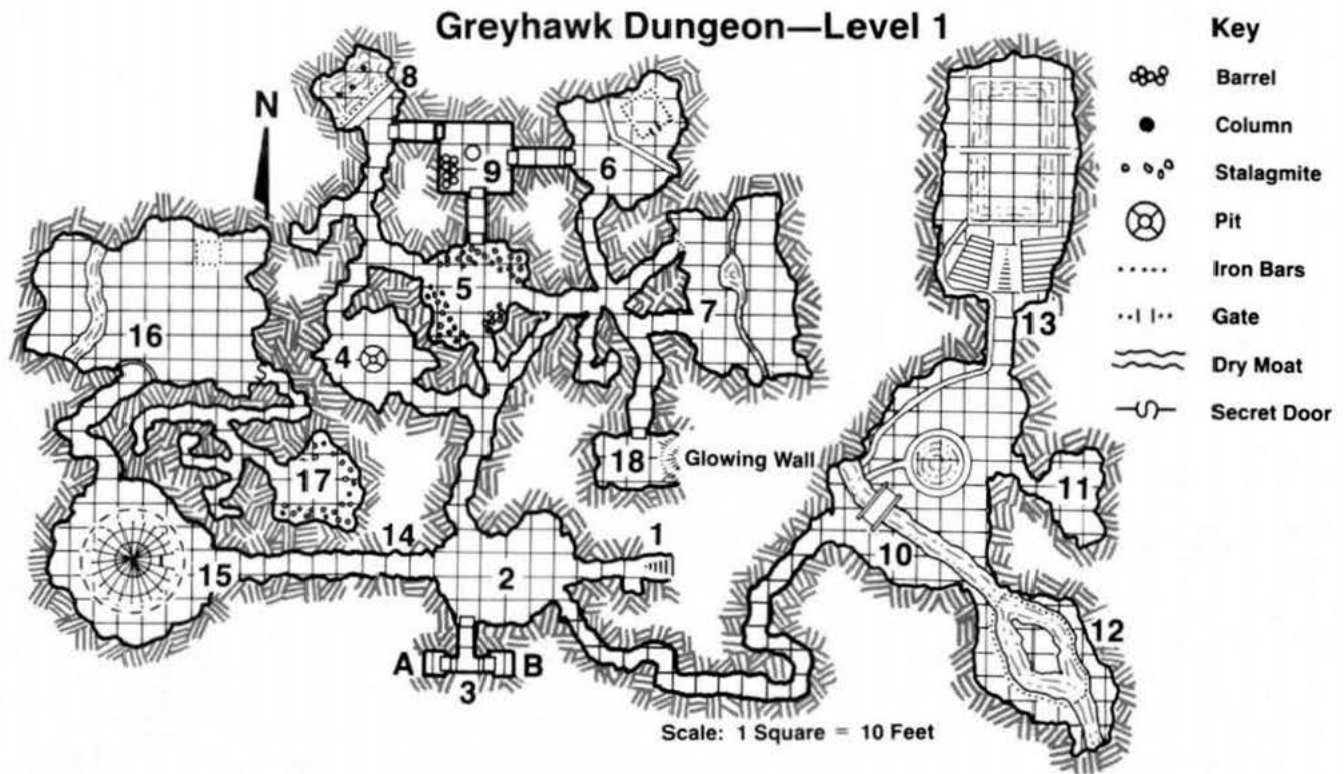 Greyhawk Dungeon—Level 1
Key
Barrel
Column
Stalagmite
Pit
Iron Bars
Gate
Dry Moat
Secret Door
N
8
9
6
5
7
4
16
13
18
Glowing Wall
17
11
14
1
15
2
10
12
A
B
3
Scale: 1 Square = 10 Feet